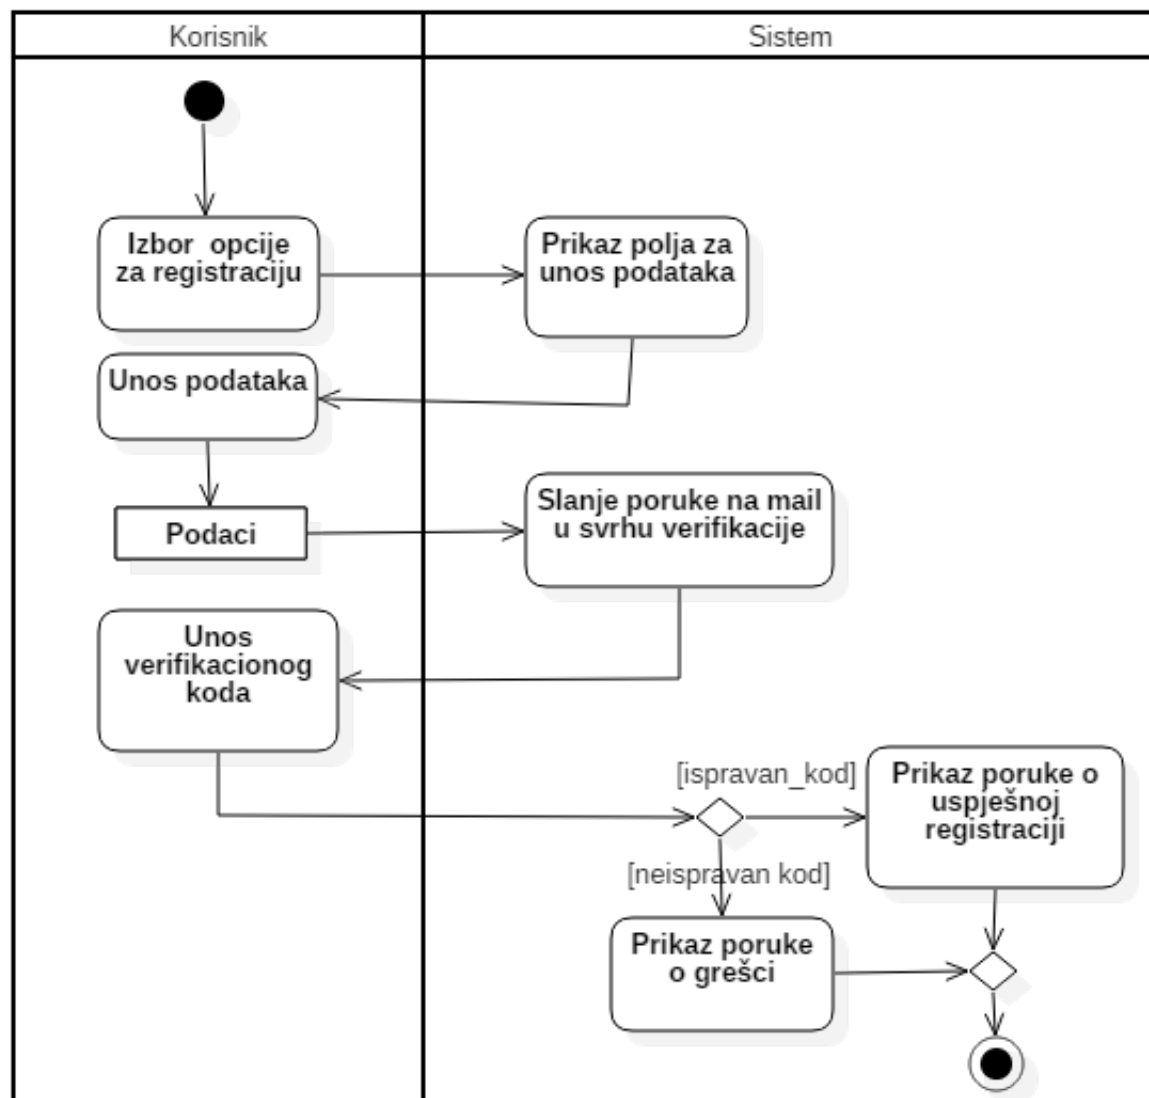 Korisnik
Sistem
Izbor opcije
za registraciju
Prikaz polja za
unos podataka
Unos podataka
Podaci
Slanje poruke na mail
u svrhu verifikacije
Unos
verifikacionog
koda
[ispravan_kod]
Prikaz poruke o
uspješnoj
registraciji
[neispravan kod]
Prikaz poruke
o grešci